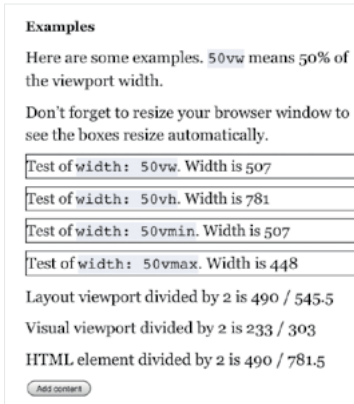 Examples
Here are some examples. 50vw means 50% of
the viewport width.
Don't forget to resize your browser window to
see the boxes resize automatically.
Test of width: 50vw. Width is 507
Test of width: 50vh. Width is 781
Test of width: 50vmin. Width is 507
Test of width: 50vmax. Width is 448
Layout viewport divided by 2 is 490 / 545.5
Visual viewport divided by 2 is 233 / 303
HTML element divided by 2 is 490 / 781.5
Add content